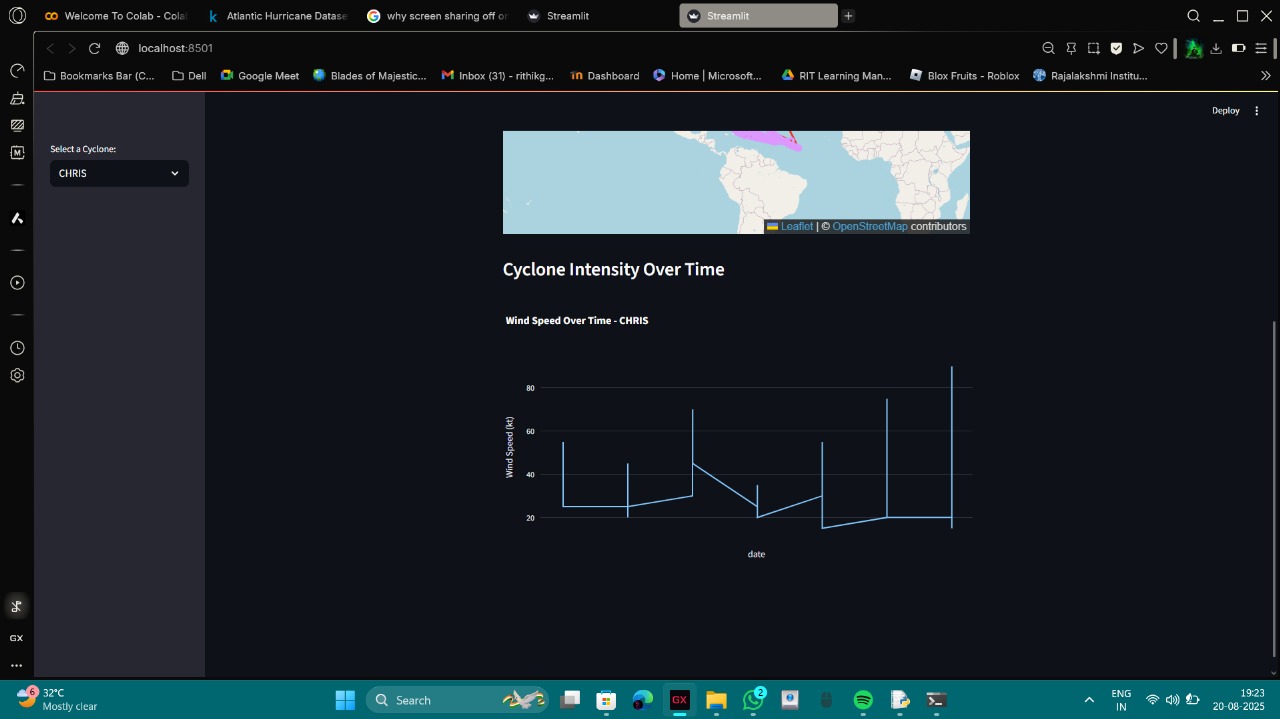 Welcome To Colab - Cola
Atlantic Hurricane Datase
why screen sharing off or
Streamlit
Streamlit
localhost:8501
Bookmarks Bar (C...
Dell
Google Meet
Blades of Majestic...
Inbox (31) - rithikg...
Dashboard
Home | Microsoft...
RIT Learning Man...
Blox Fruits - Roblox
Rajalakshmi Institu...
Deploy
Select a Cyclone:
CHRIS
Leaflet | © OpenStreetMap contributors
Cyclone Intensity Over Time
Wind Speed Over Time - CHRIS
80
60
40
20
Wind Speed (kt)
date
GX
6
32°C
Mostly clear
Search
GX
2
ENG
IN
19:23
20-08-2025